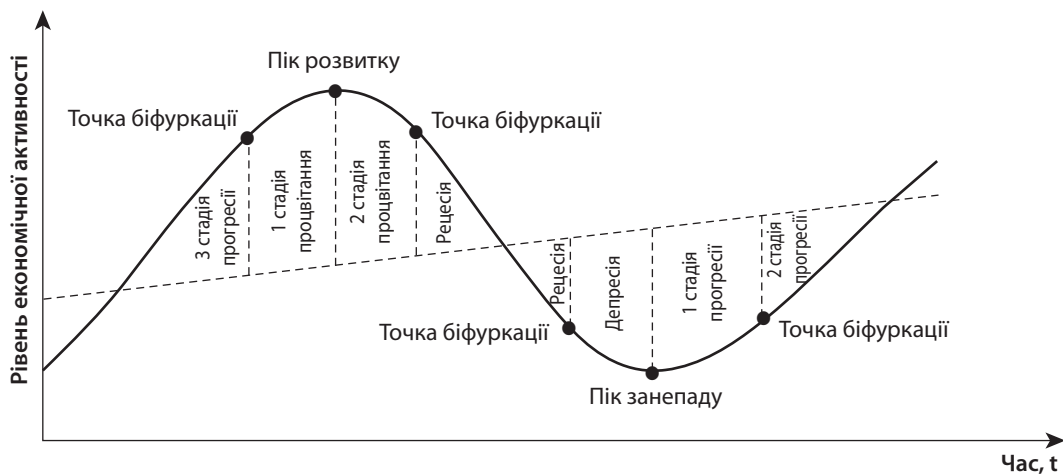 Рівень економічної активності
Пік розвитку
Точка біфуркації
Точка біфуркації
3 стадія
прогресії
1 стадія
процвітання
2 стадія
процвітання
Рецесія
Рецесія
Депресія
1 стадія
прогресії
2 стадія
прогресії
Точка біфуркації
Точка біфуркації
Пік занепаду
Час, t